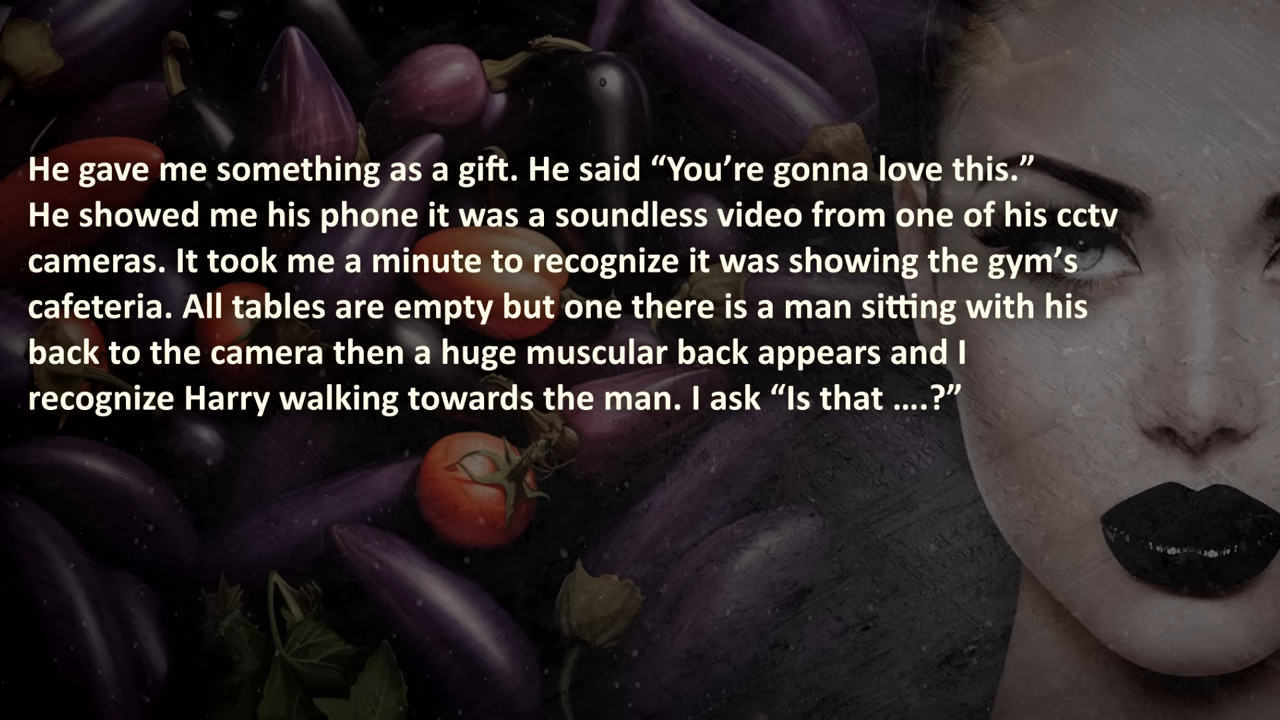 He gave me something as a gift. He said “You’re gonna love this.”
He showed me his phone it was a soundless video from one of his cctv
cameras. It took me a minute to recognize it was showing the gym’s
cafeteria. All tables are empty but one there is a man sitting with his
back to the camera then a huge muscular back appears and I
recognize Harry walking towards the man. I ask “Is that ....?”